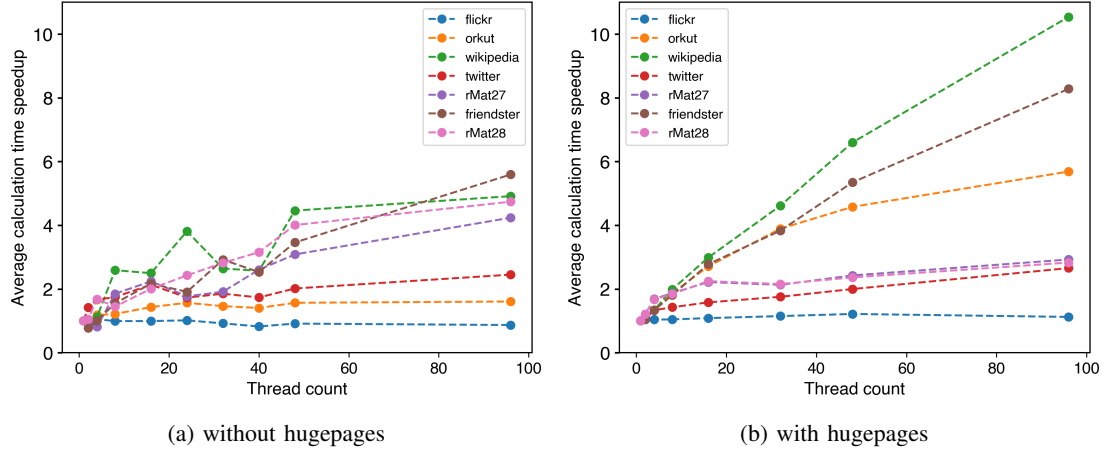 flickr
orkut
wikipedia
twitter
rMat27
friendster
rMat28
Average calculation time speedup
10
8
6
4
2
0
0 20 40 60 80 100
Thread count
(a) without hugepages
flickr
orkut
wikipedia
twitter
rMat27
friendster
rMat28
Average calculation time speedup
10
8
6
4
2
0
0 20 40 60 80 100
Thread count
(b) with hugepages